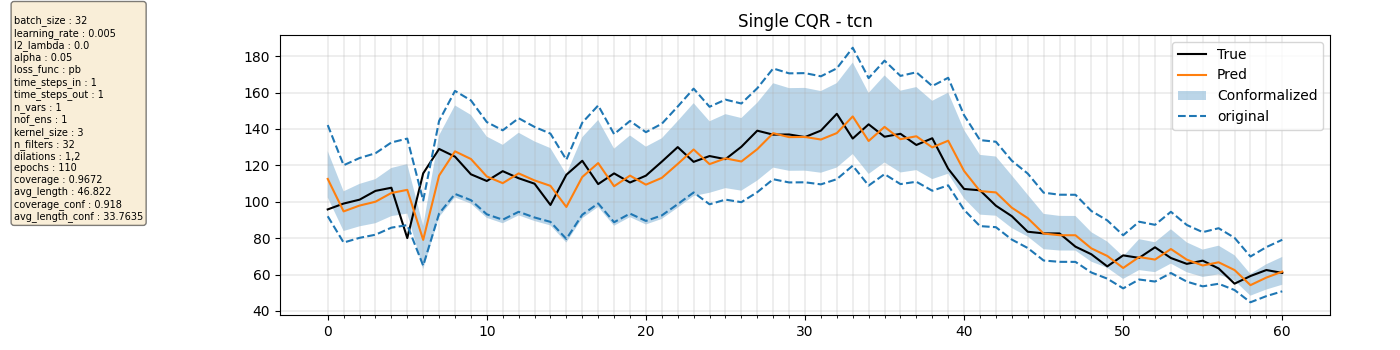 batch_size : 32
learning_rate : 0.005
l2_lambda : 0.0
alpha : 0.05
loss_func : pb
time_steps_in : 1
time_steps_out : 1
n_vars : 1
nof_ens : 1
kernel_size : 3
n_filters : 32
dilations : 1,2
epochs : 110
coverage : 0.9672
avg_length : 46.822
coverage_conf : 0.918
avg_length_conf : 33.7635
Single CQR - tcn
180
160
140
120
100
80
60
40
0 10 20 30 40 50 60
True
Pred
Conformalized
original